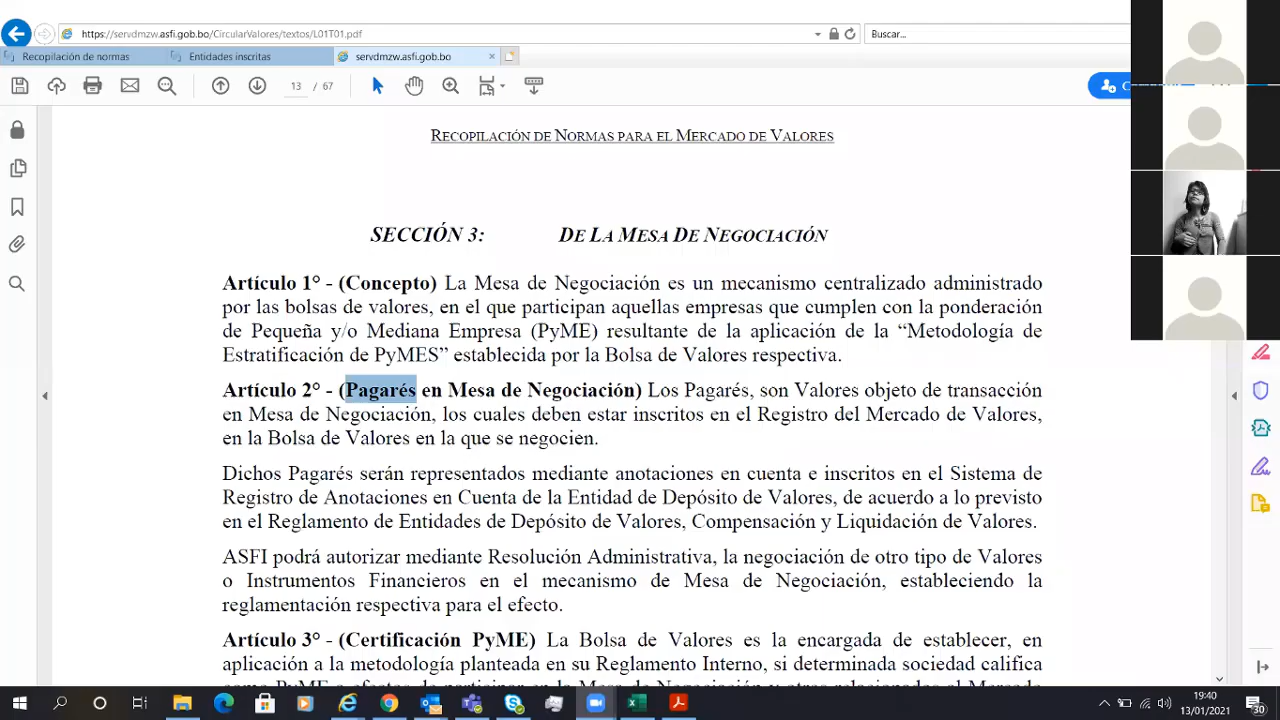 https://servdmzw.asfi.gob.bo/CircularValores/textos/L01T01.pdf
Buscar...
Recopilación de normas
Entidades inscritas
servdmzw.asfi.gob.bo
13 / 67
RECOPILACIÓN DE NORMAS PARA EL MERCADO DE VALORES
SECCIÓN 3: DE LA MESA DE NEGOCIACIÓN
Artículo 1° - (Concepto) La Mesa de Negociación es un mecanismo centralizado administrado
por las bolsas de valores, en el que participan aquellas empresas que cumplen con la ponderación
de Pequeña y/o Mediana Empresa (PyME) resultante de la aplicación de la “Metodología de
Estratificación de PyMES” establecida por la Bolsa de Valores respectiva.
Artículo 2° - (Pagarés en Mesa de Negociación) Los Pagarés, son Valores objeto de transacción
en Mesa de Negociación, los cuales deben estar inscritos en el Registro del Mercado de Valores,
en la Bolsa de Valores en la que se negocien.
Dichos Pagarés serán representados mediante anotaciones en cuenta e inscritos en el Sistema de
Registro de Anotaciones en Cuenta de la Entidad de Depósito de Valores, de acuerdo a lo previsto
en el Reglamento de Entidades de Depósito de Valores, Compensación y Liquidación de Valores.
ASFI podrá autorizar mediante Resolución Administrativa, la negociación de otro tipo de Valores
o Instrumentos Financieros en el mecanismo de Mesa de Negociación, estableciendo la
reglamentación respectiva para el efecto.
Artículo 3° - (Certificación PyME) La Bolsa de Valores es la encargada de establecer, en
aplicación a la metodología planteada en su Reglamento Interno, si determinada sociedad califica
19:40
13/01/2021
30